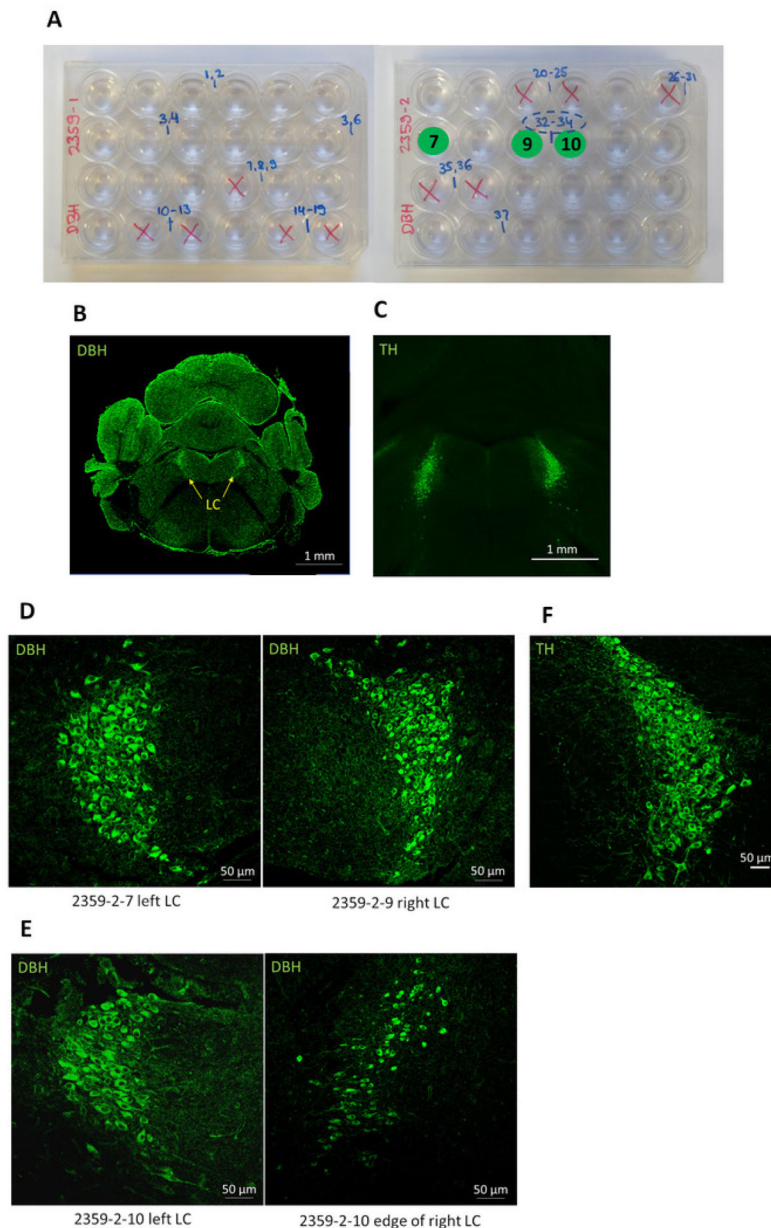 A
2359-1
DBH
1,2
3,4
3,6
7,8,9
10-13
14-19
2359-2
DBH
20-25
26-31
32-34
7
9
10
35,36
37
B
DBH
LC
1 mm
C
TH
1 mm
D
DBH
50 µm
2359-2-7 left LC
DBH
50 µm
2359-2-9 right LC
F
TH
50 µm
E
DBH
50 µm
2359-2-10 left LC
DBH
50 µm
2359-2-10 edge of right LC